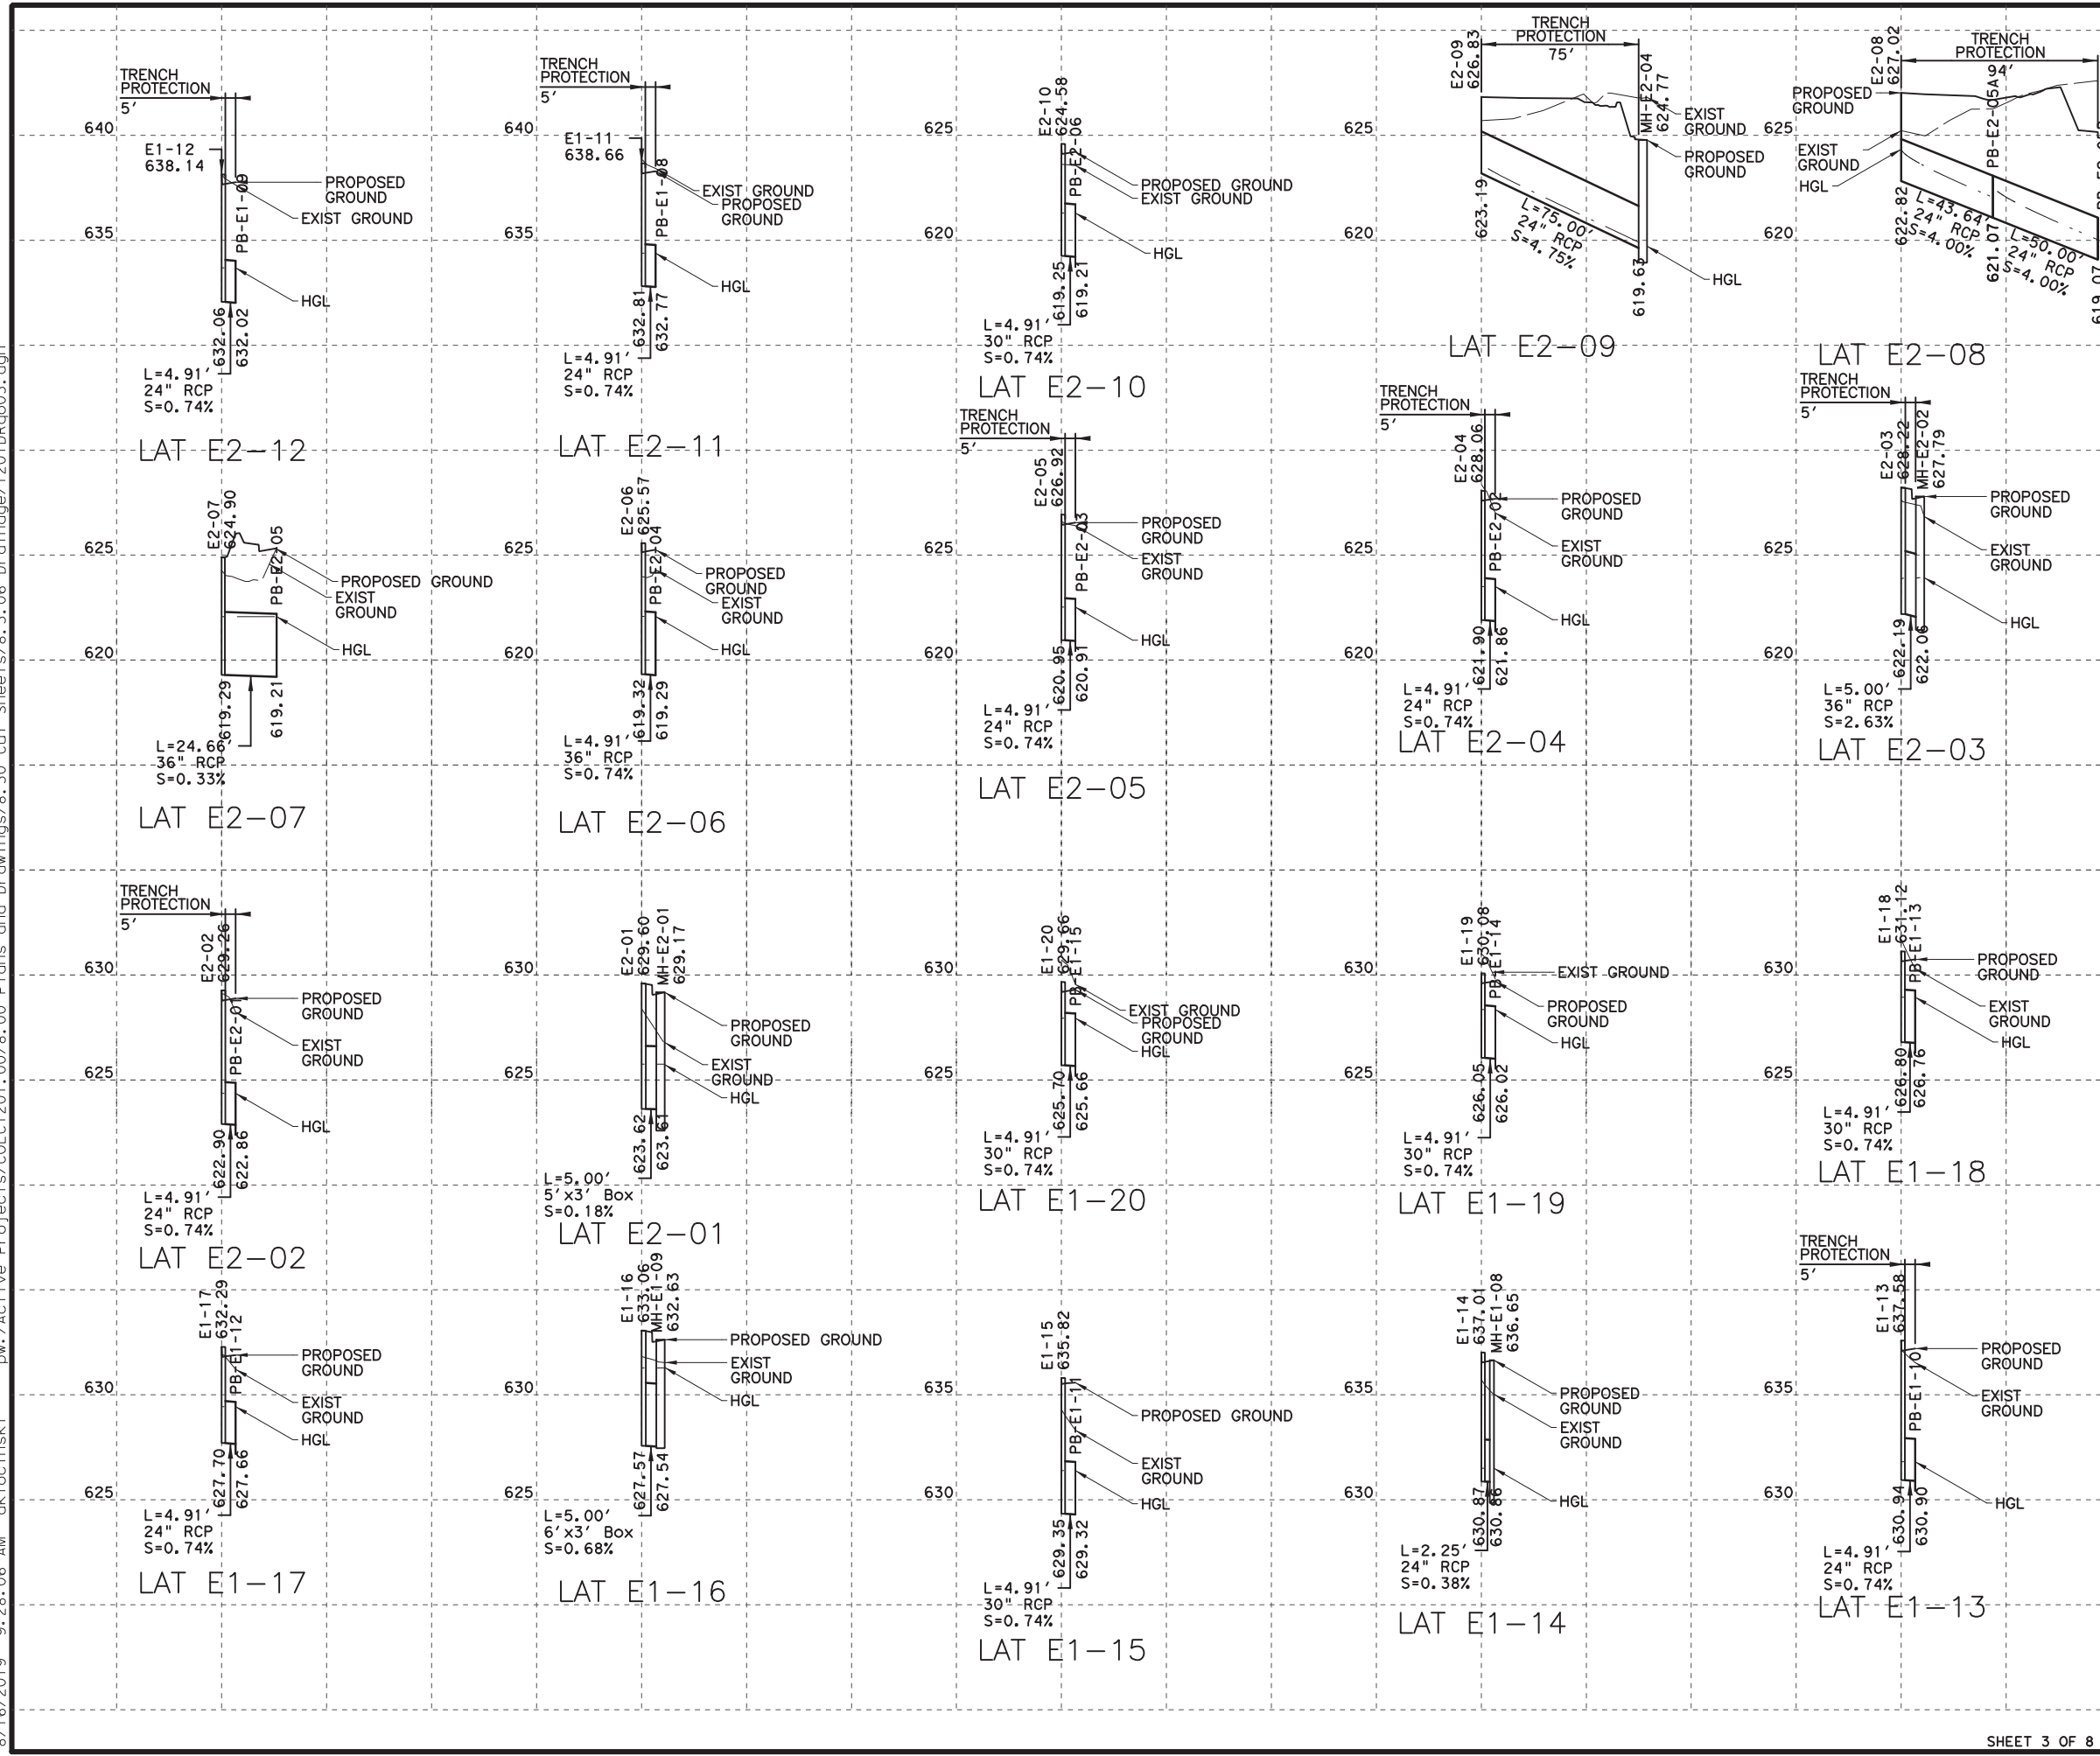 TRENCH
PROTECTION
5'
640
E1-12
638.14
PB-E1-09
PROPOSED
GROUND
EXIST GROUND
635
HGL
632.06
632.02
L=4.91'
24" RCP
S=0.74%
LAT E2-12
TRENCH
PROTECTION
5'
640
E1-11
638.66
PB-E1-08
EXIST GROUND
PROPOSED
GROUND
635
HGL
632.81
632.77
L=4.91'
24" RCP
S=0.74%
LAT E2-11
E2-10
624.58
PB-E2-06
625
PROPOSED GROUND
EXIST GROUND
620
HGL
619.25
619.21
L=4.91'
30" RCP
S=0.74%
LAT E2-10
TRENCH
PROTECTION
75'
E2-09
626.83
MH-E2-04
624.77
625
EXIST
GROUND
PROPOSED
GROUND
620
623.19
L=75.00'
24" RCP
S=4.75%
619.63
HGL
LAT E2-09
TRENCH
PROTECTION
94'
E2-08
627.02
PROPOSED
GROUND
625
PB-E2-05A
EXIST
GROUND
HGL
620
622.82
L=43.64'
24" RCP
S=4.00%
621.07
L=50.00'
24" RCP
S=4.00%
619.07
LAT E2-08
E2-07
624.90
PB-E2-05
625
PROPOSED GROUND
EXIST
GROUND
HGL
620
619.29
619.21
L=24.66'
36" RCP
S=0.33%
LAT E2-07
E2-06
625.57
PB-E2-04
625
PROPOSED
GROUND
EXIST
GROUND
HGL
620
619.32
619.29
L=4.91'
36" RCP
S=0.74%
LAT E2-06
TRENCH
PROTECTION
5'
E2-05
626.92
PB-E2-03
625
PROPOSED
GROUND
EXIST
GROUND
HGL
620
620.95
620.91
L=4.91'
24" RCP
S=0.74%
LAT E2-05
TRENCH
PROTECTION
5'
E2-04
628.06
PB-E2-02
625
PROPOSED
GROUND
EXIST
GROUND
HGL
620
621.90
621.86
L=4.91'
24" RCP
S=0.74%
LAT E2-04
TRENCH
PROTECTION
5'
E2-03
628.22
MH-E2-02
627.79
625
PROPOSED
GROUND
EXIST
GROUND
HGL
620
622.19
622.06
L=5.00'
36" RCP
S=2.63%
LAT E2-03
TRENCH
PROTECTION
5'
E2-02
629.26
PB-E2-01
630
PROPOSED
GROUND
EXIST
GROUND
625
HGL
622.90
622.86
L=4.91'
24" RCP
S=0.74%
LAT E2-02
E2-01
629.60
MH-E2-01
629.17
630
PROPOSED
GROUND
EXIST
GROUND
625
HGL
623.62
623.61
L=5.00'
5'x3' Box
S=0.18%
LAT E2-01
E1-20
629.66
PB-E1-15
630
EXIST GROUND
PROPOSED
GROUND
HGL
625
625.70
625.66
L=4.91'
30" RCP
S=0.74%
LAT E1-20
E1-19
630.08
PB-E1-14
630
EXIST GROUND
PROPOSED
GROUND
HGL
625
626.05
626.02
L=4.91'
30" RCP
S=0.74%
LAT E1-19
E1-18
631.12
PB-E1-13
630
PROPOSED
GROUND
EXIST
GROUND
HGL
625
626.80
626.76
L=4.91'
30" RCP
S=0.74%
LAT E1-18
E1-17
632.29
PB-E1-12
PROPOSED
GROUND
630
EXIST
GROUND
HGL
625
627.70
627.66
L=4.91'
24" RCP
S=0.74%
LAT E1-17
E1-16
633.06
MH-E1-09
632.63
PROPOSED GROUND
EXIST
GROUND
630
HGL
625
627.57
627.54
L=5.00'
6'x3' Box
S=0.68%
LAT E1-16
E1-15
635.82
PB-E1-11
635
PROPOSED GROUND
EXIST
GROUND
HGL
630
629.35
629.32
L=4.91'
30" RCP
S=0.74%
LAT E1-15
E1-14
637.01
MH-E1-08
636.65
635
PROPOSED
GROUND
EXIST
GROUND
HGL
630
630.87
630.86
L=2.25'
24" RCP
S=0.38%
LAT E1-14
TRENCH
PROTECTION
5'
E1-13
637.58
PB-E1-10
PROPOSED
GROUND
635
EXIST
GROUND
HGL
630
630.94
630.90
L=4.91'
24" RCP
S=0.74%
LAT E1-13
SHEET 3 OF 8